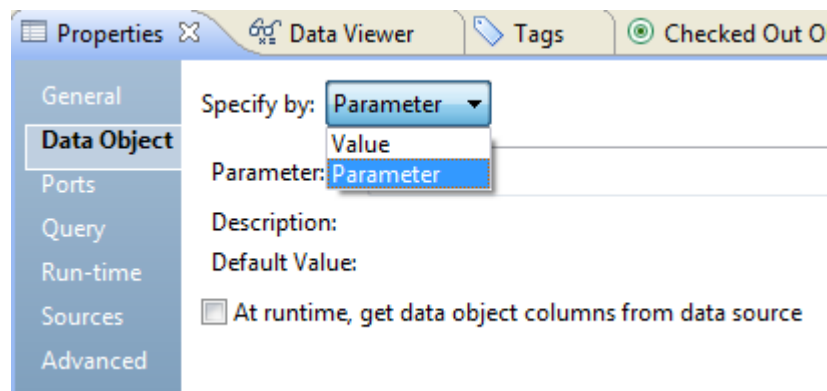 Properties Data Viewer Tags Checked Out O
General
Specify by: Parameter
Data Object
Value
Parameter: Parameter
Ports
Query
Description:
Default Value:
Run-time
Sources
At runtime, get data object columns from data source
Advanced